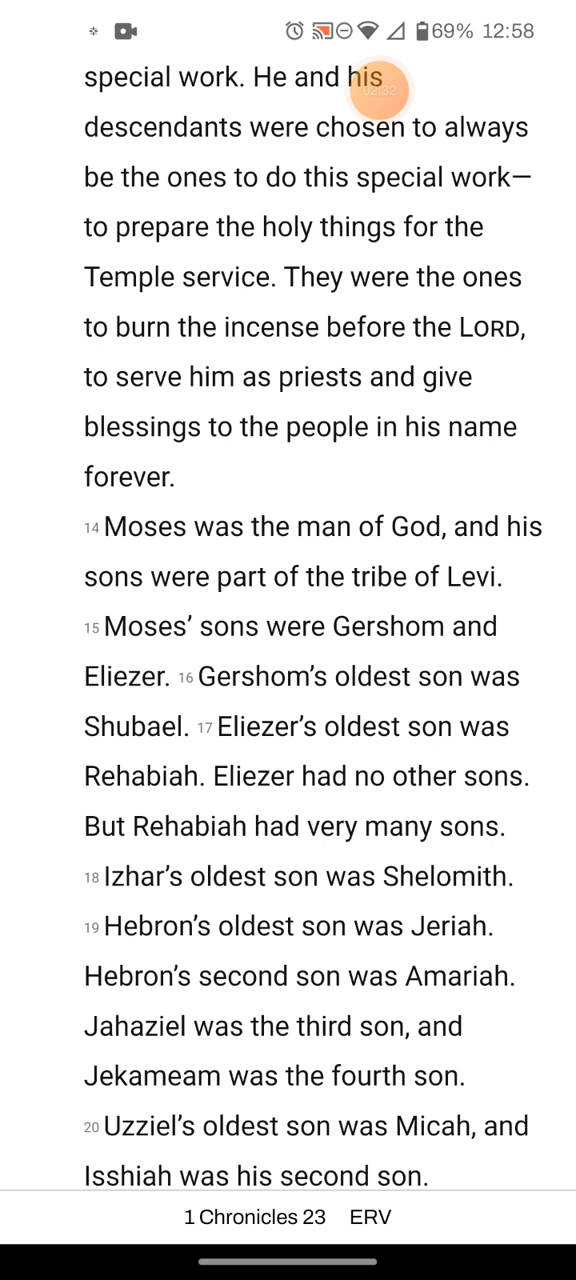 69% 12:58
special work. He and his
02:32
descendants were chosen to always
be the ones to do this special work—
to prepare the holy things for the
Temple service. They were the ones
to burn the incense before the LORD,
to serve him as priests and give
blessings to the people in his name
forever.
14 Moses was the man of God, and his
sons were part of the tribe of Levi.
15 Moses’ sons were Gershom and
Eliezer. 16 Gershom’s oldest son was
Shubael. 17 Eliezer’s oldest son was
Rehabiah. Eliezer had no other sons.
But Rehabiah had very many sons.
18 Izhar’s oldest son was Shelomith.
19 Hebron’s oldest son was Jeriah.
Hebron’s second son was Amariah.
Jahaziel was the third son, and
Jekameam was the fourth son.
20 Uzziel’s oldest son was Micah, and
Isshiah was his second son.
1 Chronicles 23 ERV